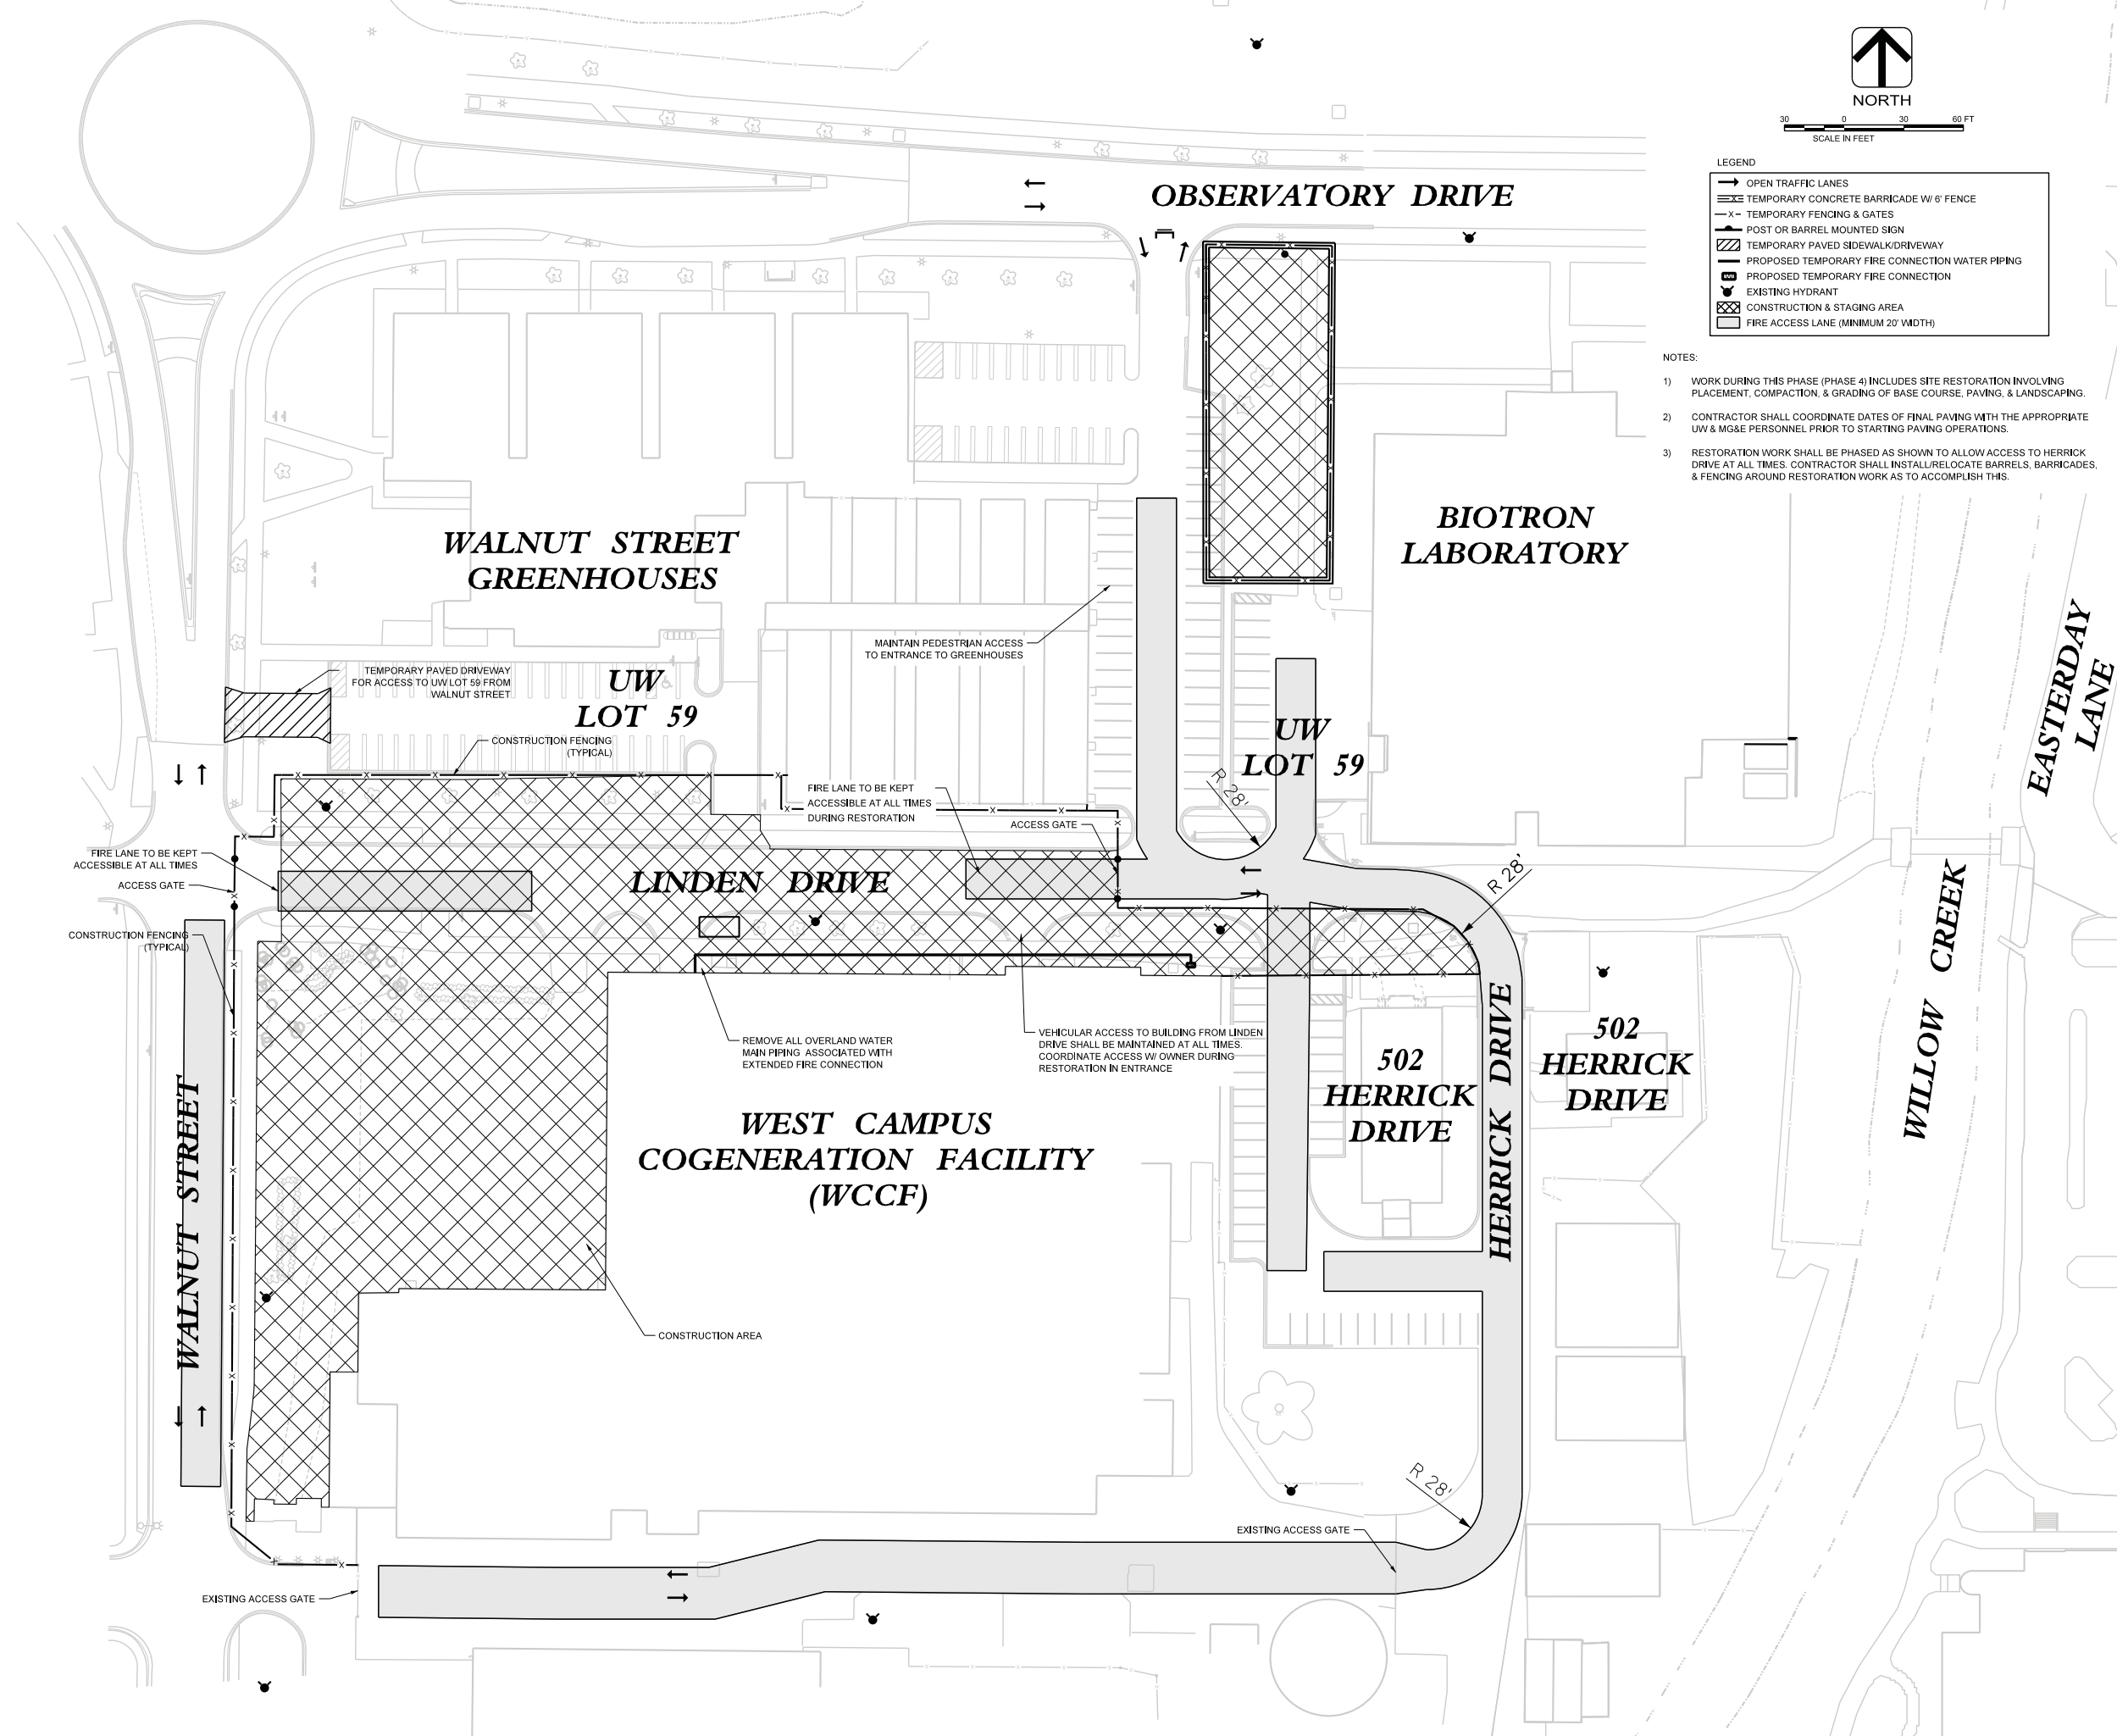 NORTH
30 0 30 60 FT
SCALE IN FEET
LEGEND
OPEN TRAFFIC LANES
TEMPORARY CONCRETE BARRICADE W/ 6' FENCE
TEMPORARY FENCING & GATES
POST OR BARREL MOUNTED SIGN
TEMPORARY PAVED SIDEWALK/DRIVEWAY
PROPOSED TEMPORARY FIRE CONNECTION WATER PIPING
PROPOSED TEMPORARY FIRE CONNECTION
EXISTING HYDRANT
CONSTRUCTION & STAGING AREA
FIRE ACCESS LANE (MINIMUM 20' WIDTH)
NOTES:
1) WORK DURING THIS PHASE (PHASE 4) INCLUDES SITE RESTORATION INVOLVING
PLACEMENT, COMPACTION, & GRADING OF BASE COURSE, PAVING, & LANDSCAPING.
2) CONTRACTOR SHALL COORDINATE DATES OF FINAL PAVING WITH THE APPROPRIATE
UW & MG&E PERSONNEL PRIOR TO STARTING PAVING OPERATIONS.
3) RESTORATION WORK SHALL BE PHASED AS SHOWN TO ALLOW ACCESS TO HERRICK
DRIVE AT ALL TIMES. CONTRACTOR SHALL INSTALL/RELOCATE BARRELS, BARRICADES,
& FENCING AROUND RESTORATION WORK AS TO ACCOMPLISH THIS.
OBSERVATORY DRIVE
WALNUT STREET
GREENHOUSES
BIOTRON
LABORATORY
MAINTAIN PEDESTRIAN ACCESS
TO ENTRANCE TO GREENHOUSES
TEMPORARY PAVED DRIVEWAY
FOR ACCESS TO UW LOT 59 FROM
WALNUT STREET
UW
LOT 59
CONSTRUCTION FENCING
(TYPICAL)
UW
LOT 59
R 28'
EASTERDAY
LANE
FIRE LANE TO BE KEPT
ACCESSIBLE AT ALL TIMES
DURING RESTORATION
ACCESS GATE
FIRE LANE TO BE KEPT
ACCESSIBLE AT ALL TIMES
ACCESS GATE
LINDEN DRIVE
R 28'
CONSTRUCTION FENCING
(TYPICAL)
REMOVE ALL OVERLAND WATER
MAIN PIPING ASSOCIATED WITH
EXTENDED FIRE CONNECTION
VEHICULAR ACCESS TO BUILDING FROM LINDEN
DRIVE SHALL BE MAINTAINED AT ALL TIMES.
COORDINATE ACCESS W/ OWNER DURING
RESTORATION IN ENTRANCE
502
HERRICK
DRIVE
HERRICK DRIVE
502
HERRICK
DRIVE
WILLOW CREEK
WALNUT STREET
WEST CAMPUS
COGENERATION FACILITY
(WCCF)
CONSTRUCTION AREA
R 28'
EXISTING ACCESS GATE
EXISTING ACCESS GATE